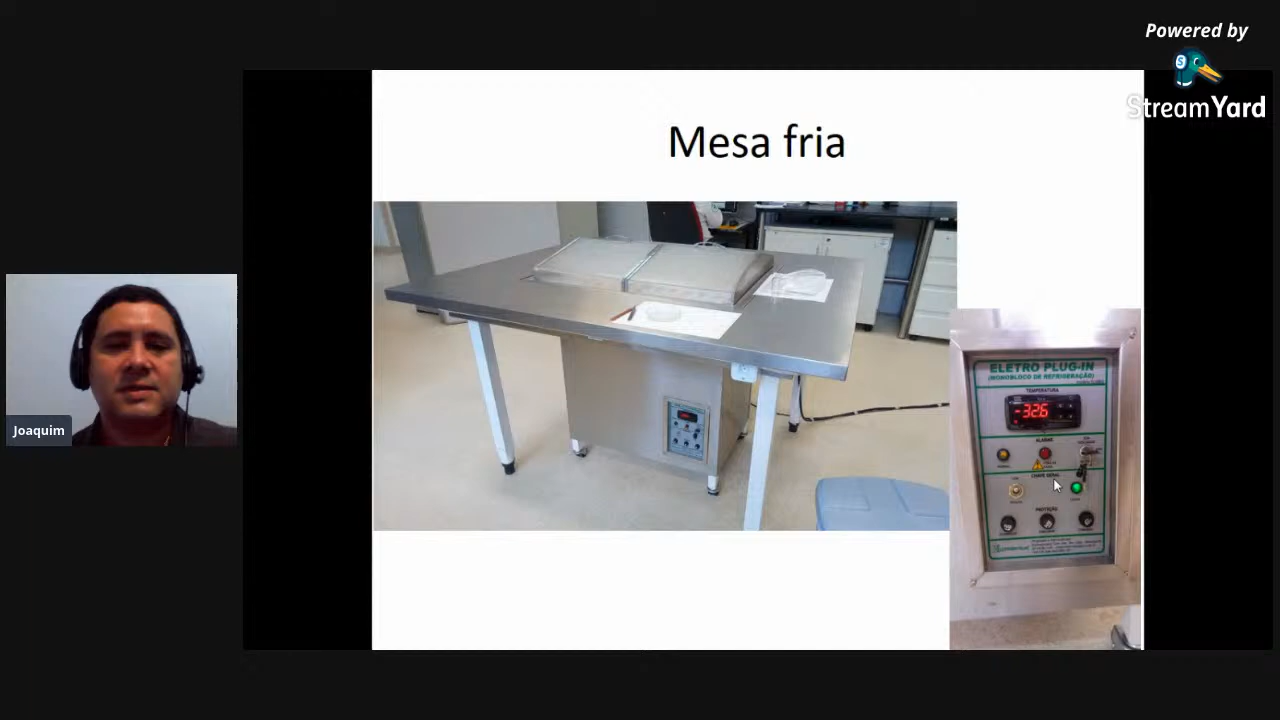 Powered by
StreamYard
Mesa fria
Joaquim
ELETRO PLUG-IN
(MONOBLOCO DE REFRIGERAÇÃO)
TEMPERATURA
-32.6
ALARME
CHAVE GERAL
PROTEÇÃO